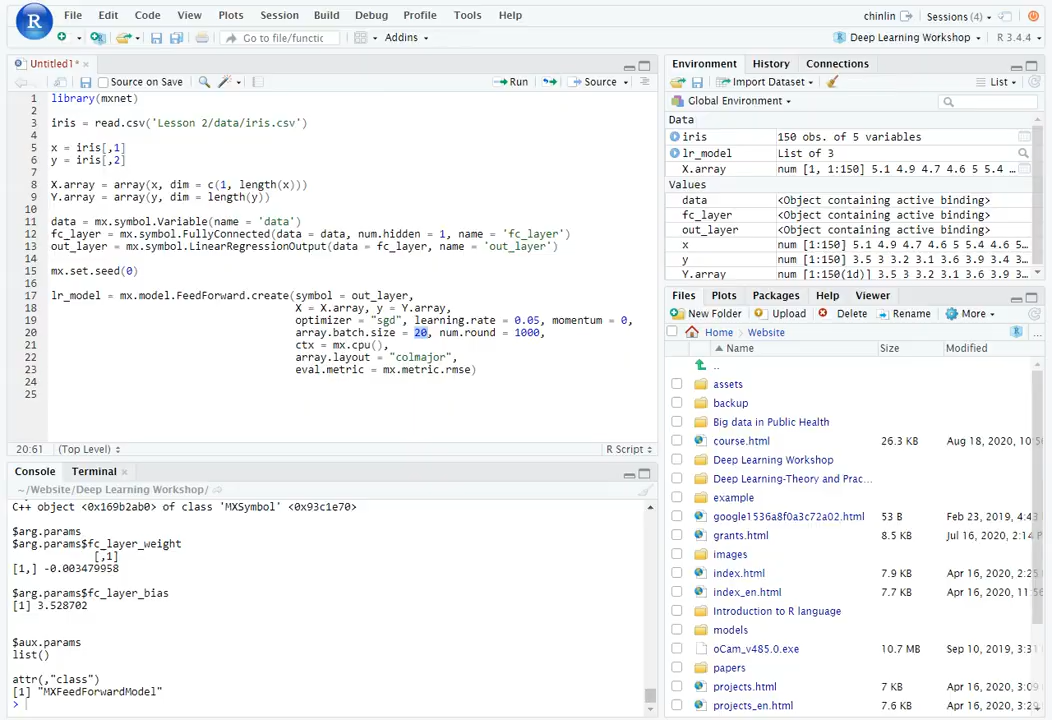 File Edit Code View Plots Session Build Debug Profile Tools Help
chinlin Sessions (4)
Go to file/functic Addins
Deep Learning Workshop R 3.4.4
Untitled1*
Source on Save Run Source
1 library(mxnet)
2
3 iris = read.csv('Lesson 2/data/iris.csv')
4
5 x = iris[,1]
6 y = iris[,2]
7
8 X.array = array(x, dim = c(1, length(x)))
9 Y.array = array(y, dim = length(y))
10
11 data = mx.symbol.Variable(name = 'data')
12 fc_layer = mx.symbol.FullyConnected(data = data, num.hidden = 1, name = 'fc_layer')
13 out_layer = mx.symbol.LinearRegressionOutput(data = fc_layer, name = 'out_layer')
14
15 mx.set.seed(0)
16
17 lr_model = mx.model.FeedForward.create(symbol = out_layer,
18 X = X.array, y = Y.array,
19 optimizer = "sgd", learning.rate = 0.05, momentum = 0,
20 array.batch.size = 20, num.round = 1000,
21 ctx = mx.cpu(),
22 array.layout = "colmajor",
23 eval.metric = mx.metric.rmse)
24
25
20:61 (Top Level) R Script
Console Terminal
~/Website/Deep Learning Workshop/
C++ object <0x169b2ab0> of class 'MXSymbol' <0x93c1e70>
$arg.params
$arg.params$fc_layer_weight
[,1]
[1,] -0.003479958
$arg.params$fc_layer_bias
[1] 3.528702
$aux.params
list()
attr(,"class")
[1] "MXFeedForwardModel"
>
Environment History Connections
Import Dataset List
Global Environment
Data
iris 150 obs. of 5 variables
lr_model List of 3
X.array num [1, 1:150] 5.1 4.9 4.7 4.6 5 5.4 …
Values
data <Object containing active binding>
fc_layer <Object containing active binding>
out_layer <Object containing active binding>
x num [1:150] 5.1 4.9 4.7 4.6 5 5…
y num [1:150] 3.5 3 3.2 3.1 3.6 3.9 3.4 3…
Y.array num [1:150(1d)] 3.5 3 3.2 3.1 3.6 3.9 3…
Files Plots Packages Help Viewer
New Folder Upload Delete Rename More
Home Website
Name Size Modified
..
assets
backup
Big data in Public Health
course.html 26.3 KB Aug 18, 2020, 10:5
Deep Learning Workshop
Deep Learning-Theory and Prac...
example
google1536a8f0a3c72a02.html 53 B Feb 23, 2019, 4:43
grants.html 8.5 KB Jul 16, 2020, 2:14 P
images
index.html 7.9 KB Apr 16, 2020, 2:25
index_en.html 7.7 KB Apr 16, 2020, 11:5
Introduction to R language
models
oCam_v485.0.exe 10.7 MB Sep 10, 2019, 3:31
papers
projects.html 7 KB Apr 16, 2020, 3:09
projects_en.html 7.6 KB Apr 16, 2020, 3:2